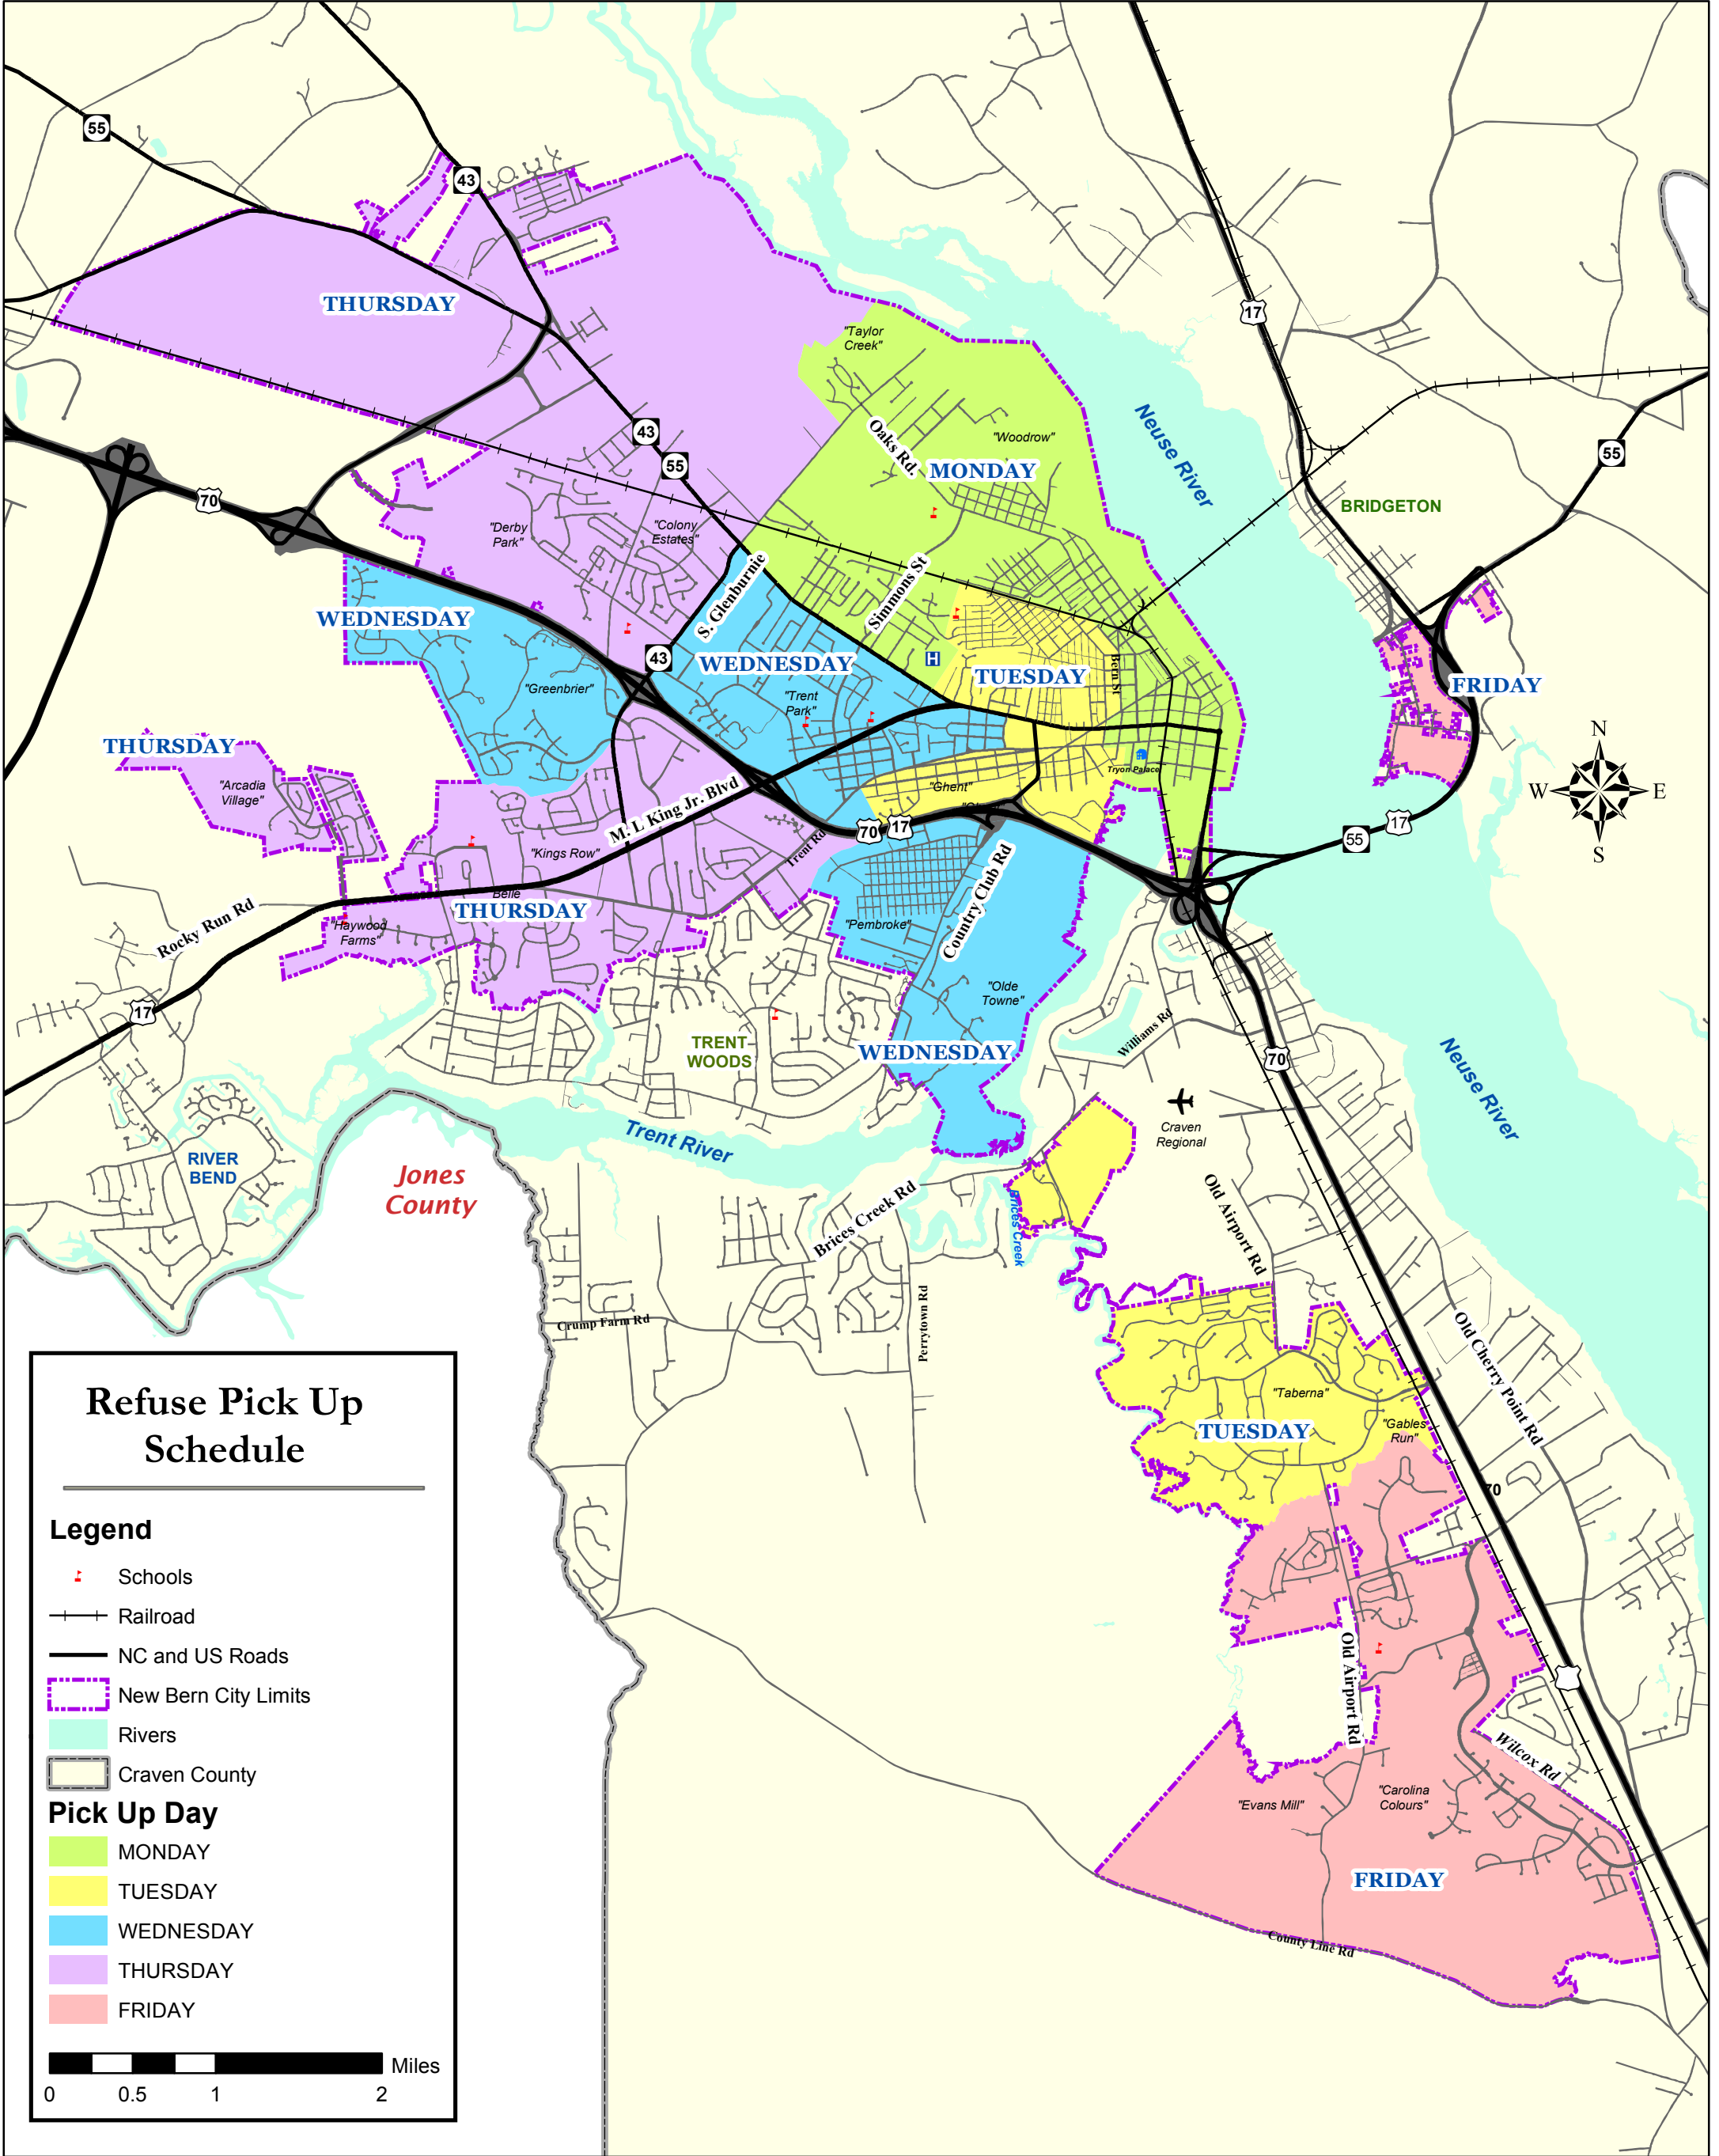 55
43
THURSDAY
17
"Taylor
Creek"
Oaks Rd.
"Woodrow"
MONDAY
Neuse River
43
55
55
BRIDGETON
70
"Derby
Park"
"Colony
Estates"
S. Glenburnie
Simmons St
WEDNESDAY
43
H
WEDNESDAY
TUESDAY
Bern St
FRIDAY
"Greenbrier"
"Trent
Park"
THURSDAY
"Arcadia
Village"
Tryon Palace
"Ghent"
M. L King Jr. Blvd
70
17
17
55
Trent Rd
"Kings Row"
N
W
E
S
Belle
THURSDAY
Rocky Run Rd
"Haywood
Farms"
"Pembroke"
Country Club Rd
"Olde
Towne"
17
TRENT
WOODS
WEDNESDAY
Williams Rd
70
Neuse River
Craven
Regional
Trent River
RIVER
BEND
Jones
County
Brices Creek Rd
Brices Creek
Old Airport Rd
Perrytown Rd
Crump Farm Rd
Old Cherry Point Rd
"Taberna"
TUESDAY
"Gables
Run"
70
Old Airport Rd
Wilcox Rd
"Evans Mill"
"Carolina
Colours"
FRIDAY
County Line Rd
Refuse Pick Up
Schedule
Legend
Schools
Railroad
NC and US Roads
New Bern City Limits
Rivers
Craven County
Pick Up Day
MONDAY
TUESDAY
WEDNESDAY
THURSDAY
FRIDAY
Miles
0 0.5 1 2